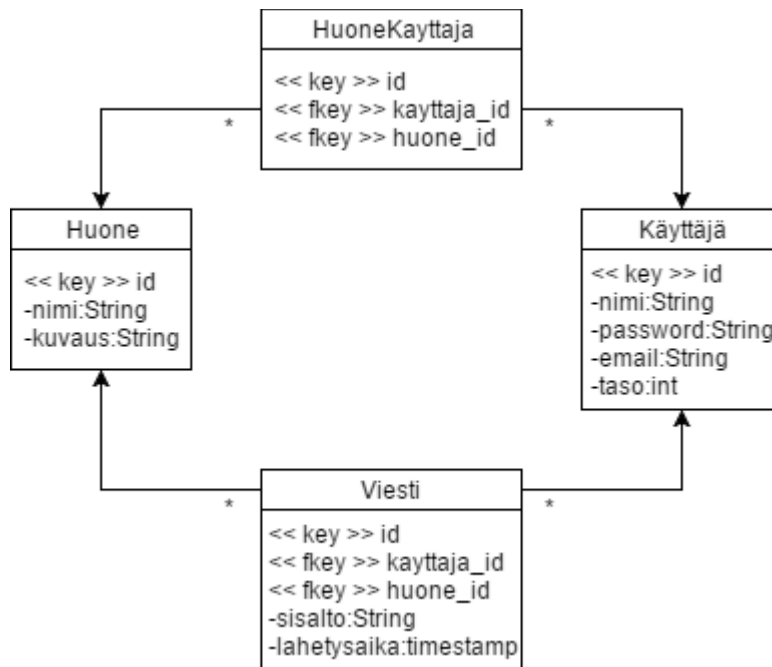 HuoneKayttaja
<< key >> id
<< fkey >> kayttaja_id
<< fkey >> huone_id
*
*
Huone
<< key >> id
-nimi:String
-kuvaus:String
Käyttäjä
<< key >> id
-nimi:String
-password:String
-email:String
-taso:int
*
*
Viesti
<< key >> id
<< fkey >> kayttaja_id
<< fkey >> huone_id
-sisalto:String
-lahetysaika:timestamp